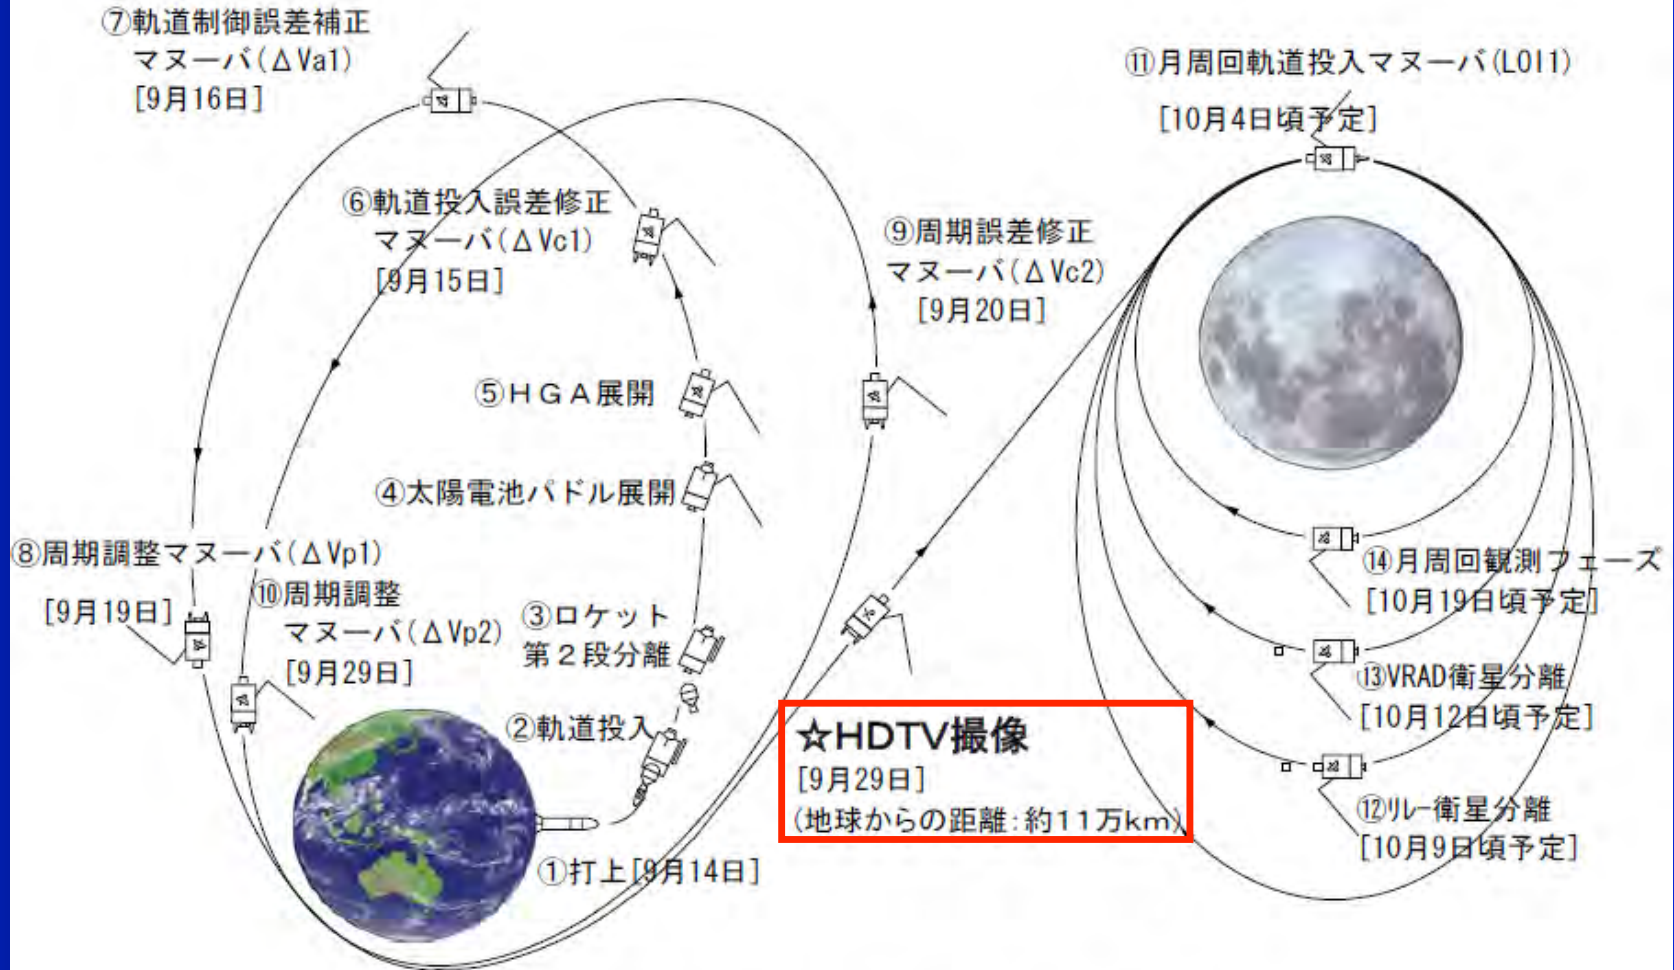 ⑦軌道制御誤差補正
マヌーバ(ΔVa1)
[9月16日]
⑪月周回軌道投入マヌーバ(LOI1)
[10月4日頃予定]
⑥軌道投入誤差修正
マヌーバ(ΔVc1)
[9月15日]
⑨周期誤差修正
マヌーバ(ΔVc2)
[9月20日]
⑤HGA展開
④太陽電池パドル展開
⑧周期調整マヌーバ(ΔVp1)
[9月19日]
⑩周期調整
マヌーバ(ΔVp2)
[9月29日]
③ロケット
第2段分離
②軌道投入
①打上[9月14日]
☆HDTV撮像
[9月29日]
(地球からの距離:約11万km)
⑭月周回観測フェーズ
[10月19日頃予定]
⑬VRAD衛星分離
[10月12日頃予定]
⑫リレー衛星分離
[10月9日頃予定]